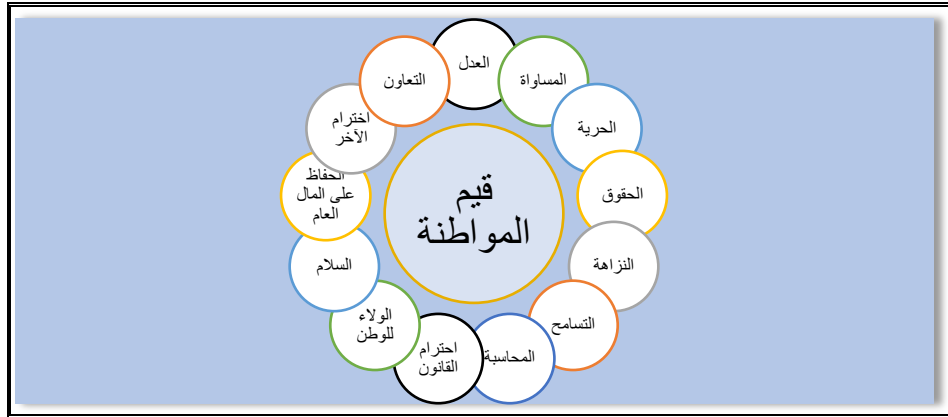 قيم
المواطنة
العدل
المساواة
الحرية
الحقوق
النزاهة
التسامح
المحاسبة
احترام
القانون
الولاء
للوطن
السلام
الحفاظ
على المال
العام
اخترام
الآخر
التعاون